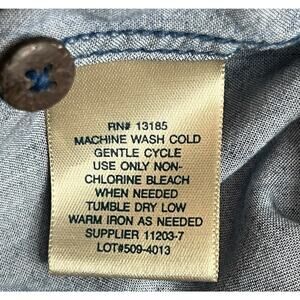 RN# 13185
MACHINE WASH COLD
GENTLE CYCLE
USE ONLY NON-
CHLORINE BLEACH
WHEN NEEDED
TUMBLE DRY LOW
WARM IRON AS NEEDED
SUPPLIER 11203-7
LOT#509-4013